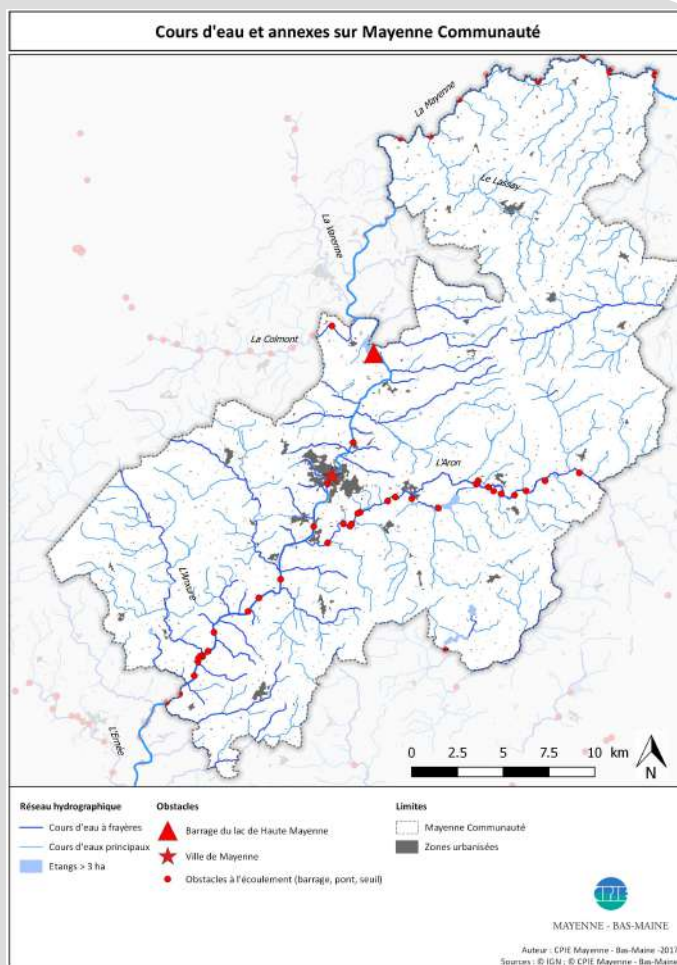 Cours d'eau et annexes sur Mayenne Communauté
La Mayenne
Le Lassay
La Varenne
La Colmont
L'Aron
L'Anxure
L'Ernée
0 2.5 5 7.5 10 km
N
Réseau hydrographique
Cours d'eau à frayères
Cours d'eaux principaux
Etangs > 3 ha
Obstacles
Barrage du lac de Haute Mayenne
Ville de Mayenne
Obstacles à l'écoulement (barrage, pont, seuil)
Limites
Mayenne Communauté
Zones urbanisées
CPIE
MAYENNE - BAS-MAINE
Auteur : CPIE Mayenne - Bas-Maine -2017
Sources : © IGN ; © CPIE Mayenne - Bas-Maine